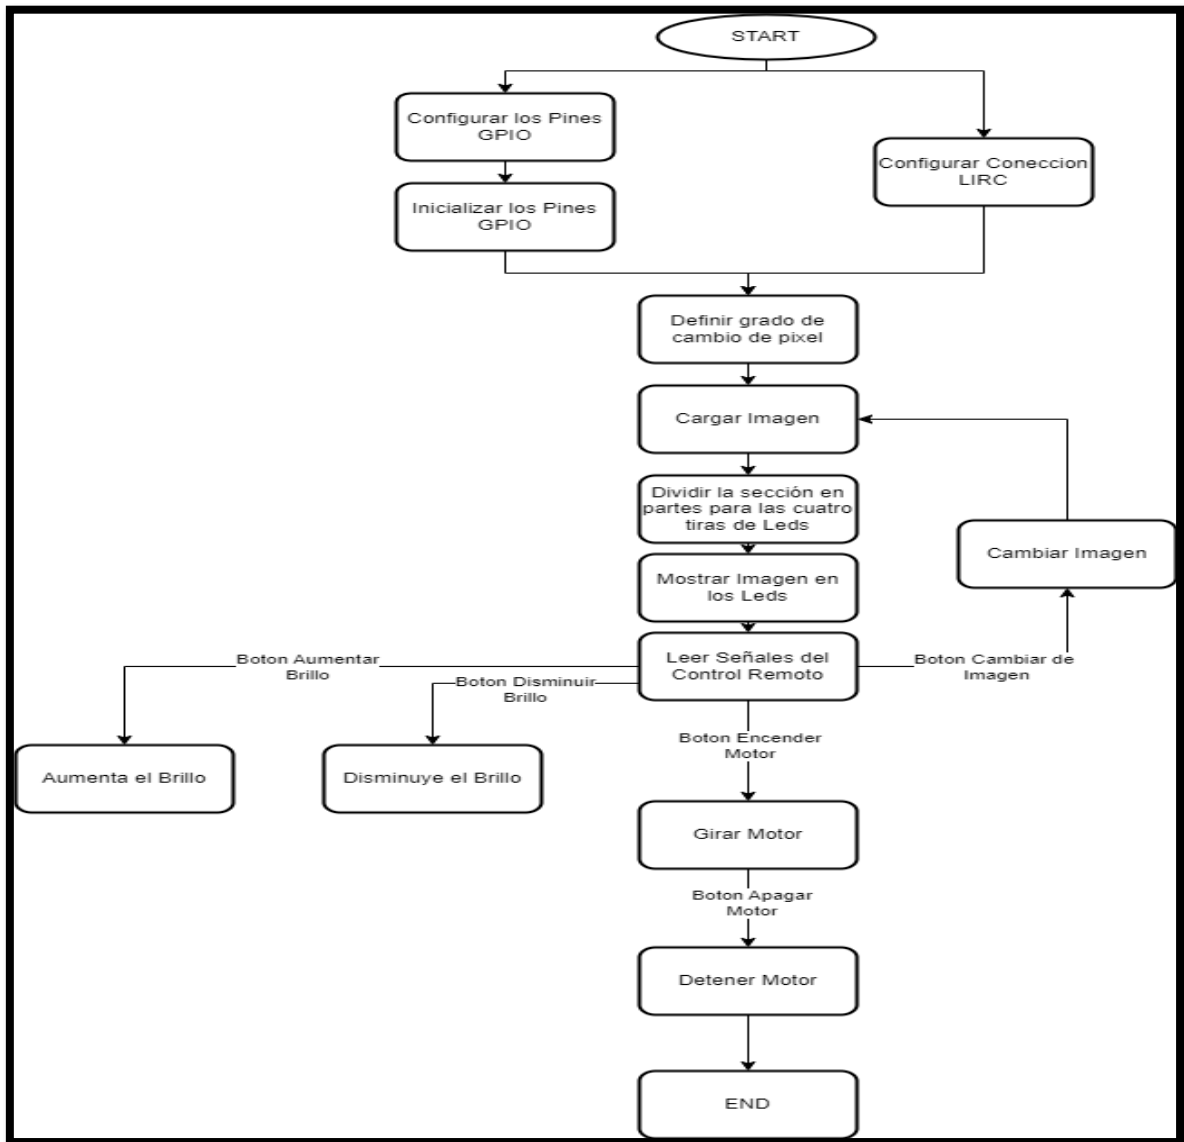 START
Configurar los Pines
GPIO
Configurar Coneccion
LIRC
Inicializar los Pines
GPIO
Definir grado de
cambio de pixel
Cargar Imagen
Dividir la sección en
partes para las cuatro
tiras de Leds
Cambiar Imagen
Mostrar Imagen en
los Leds
Leer Señales del
Control Remoto
Boton Aumentar
Brillo
Boton Disminuir
Brillo
Boton Cambiar de
Imagen
Boton Encender
Motor
Aumenta el Brillo
Disminuye el Brillo
Girar Motor
Boton Apagar
Motor
Detener Motor
END